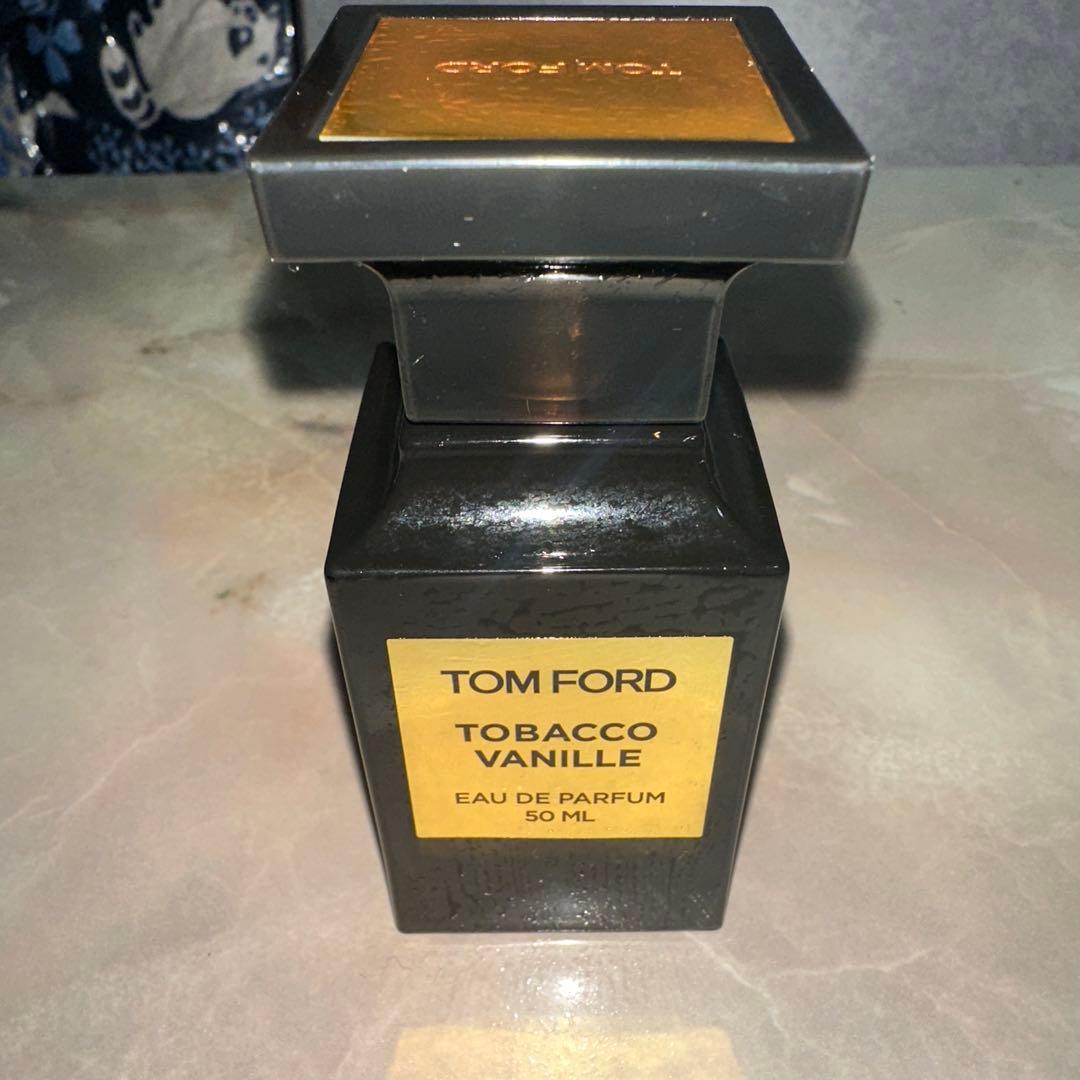 TOM FORD
TOM FORD
TOBACCO
VANILLE
EAU DE PARFUM
50 ML